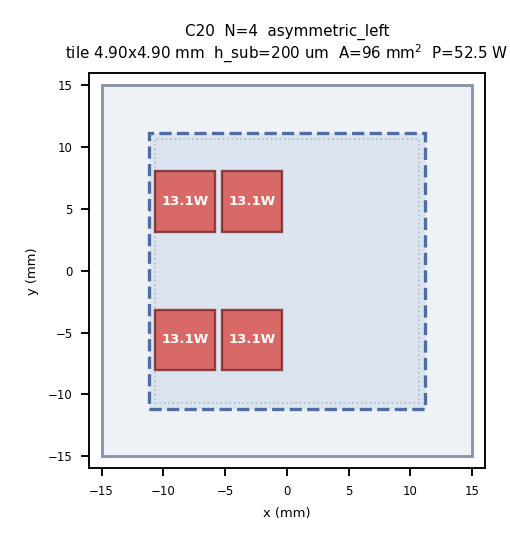 C20 N=4 asymmetric_left
tile 4.90x4.90 mm h_sub=200 um A=96 mm² P=52.5 W
15
10
5
0
−5
−10
−15
y (mm)
13.1W 13.1W
13.1W 13.1W
−15 −10 −5 0 5 10 15
x (mm)